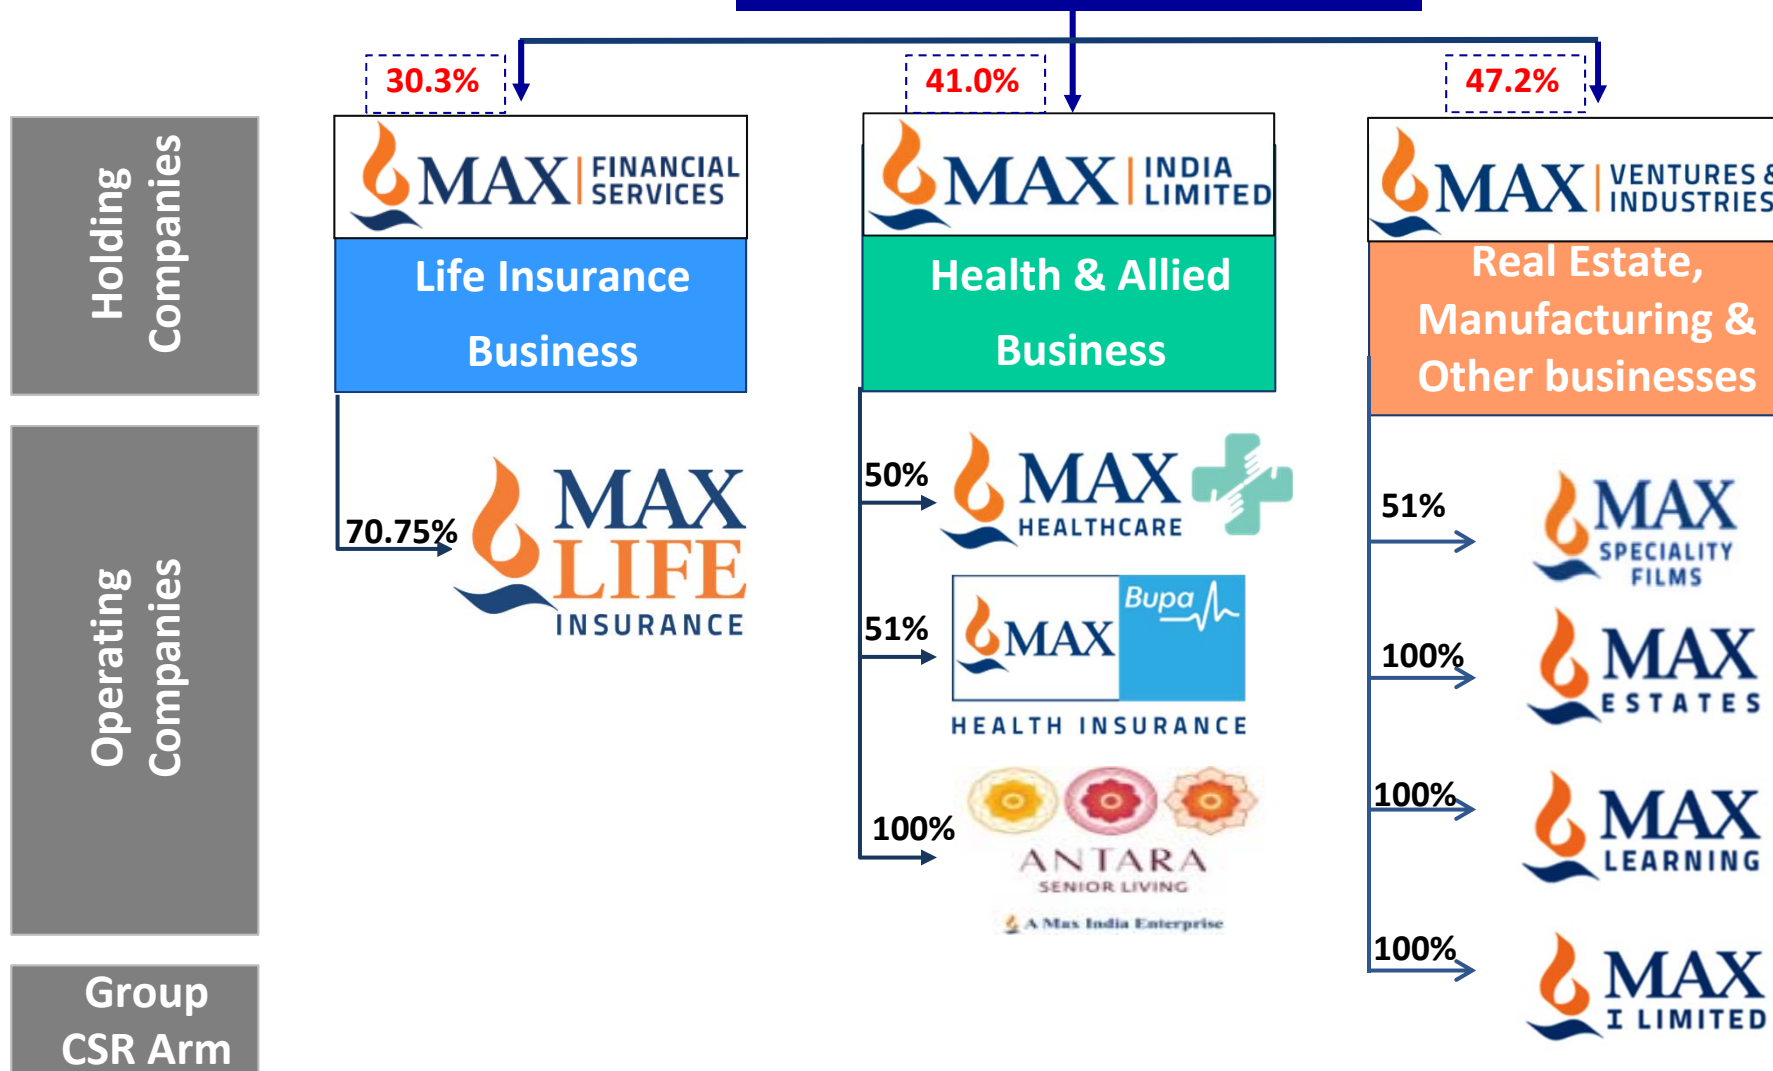 30.3%
41.0%
47.2%
Holding
Companies
MAX FINANCIAL
SERVICES
MAX INDIA
LIMITED
MAX VENTURES &
INDUSTRIES
Life Insurance
Business
Health & Allied
Business
Real Estate,
Manufacturing &
Other businesses
Operating
Companies
70.75%
MAX
LIFE
INSURANCE
50%
MAX
HEALTHCARE
51%
MAX
Bupa
HEALTH INSURANCE
100%
ANTARA
SENIOR LIVING
A Max India Enterprise
51%
MAX
SPECIALITY
FILMS
100%
MAX
ESTATES
100%
MAX
LEARNING
100%
MAX
I LIMITED
Group
CSR Arm